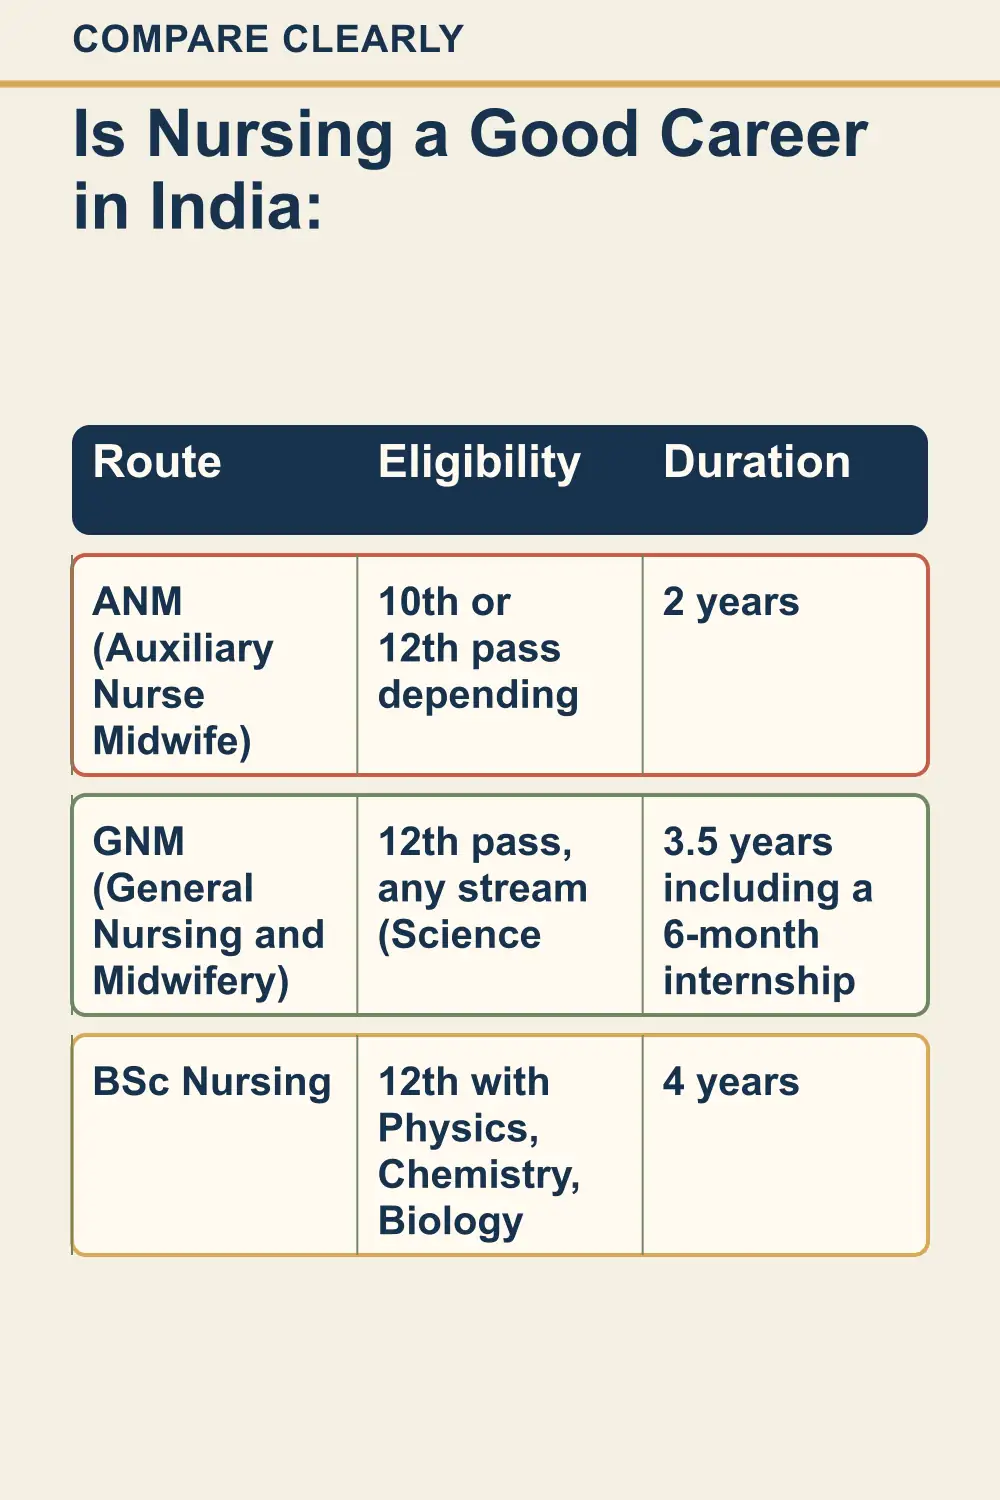 COMPARE CLEARLY
Is Nursing a Good Career
in India:
Route Eligibility Duration
ANM
(Auxiliary
Nurse
Midwife)
10th or
12th pass
depending
2 years
GNM
(General
Nursing and
Midwifery)
12th pass,
any stream
(Science
3.5 years
including a
6-month
internship
BSc Nursing
12th with
Physics,
Chemistry,
Biology
4 years